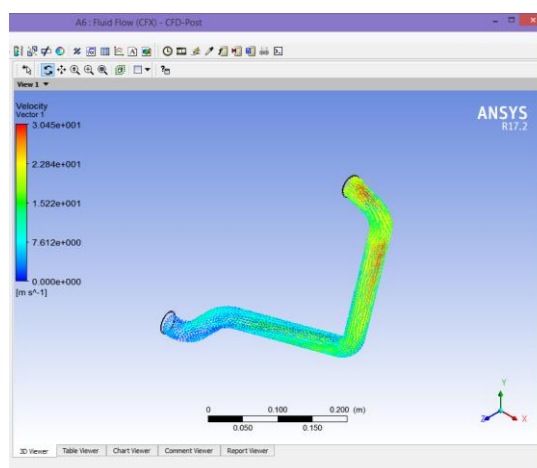 A6 : Fluid Flow (CFX) - CFD-Post
View 1
Velocity
Vector 1
3.045e+001
2.284e+001
1.522e+001
7.612e+000
0.000e+000
[m s^-1]
ANSYS
R17.2
0 0.100 0.200 (m)
0.050 0.150
Y
Z X
3D Viewer Table Viewer Chart Viewer Comment Viewer Report Viewer